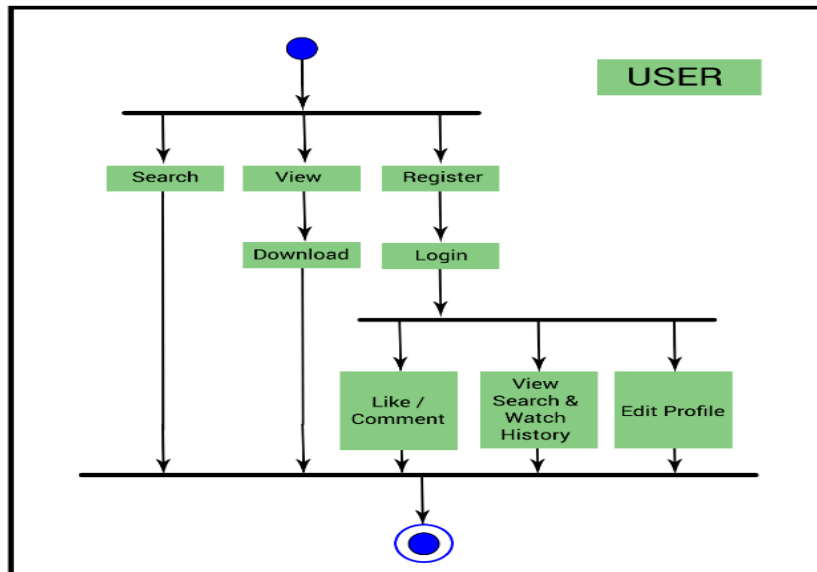 USER
Search
View
Register
Download
Login
Like /
Comment
View
Search &
Watch
History
Edit Profile